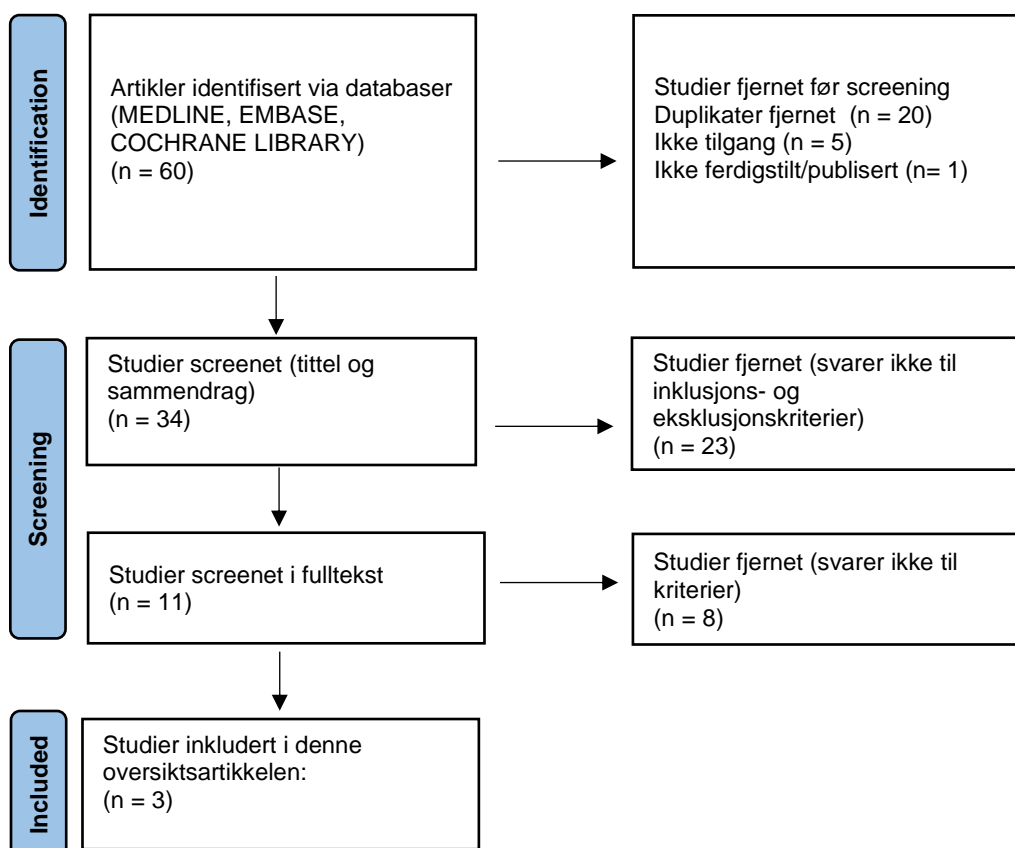 Identification
Artikler identifisert via databaser
(MEDLINE, EMBASE,
COCHRANE LIBRARY)
(n = 60)
Studier fjernet før screening
Duplikater fjernet  (n = 20)
Ikke tilgang (n = 5)
Ikke ferdigstilt/publisert (n= 1)
Screening
Studier screenet (tittel og
sammendrag)
(n = 34)
Studier fjernet (svarer ikke til
inklusjons- og
eksklusjonskriterier)
(n = 23)
Studier screenet i fulltekst
(n = 11)
Studier fjernet (svarer ikke til
kriterier)
(n = 8)
Included
Studier inkludert i denne
oversiktsartikkelen:
(n = 3)